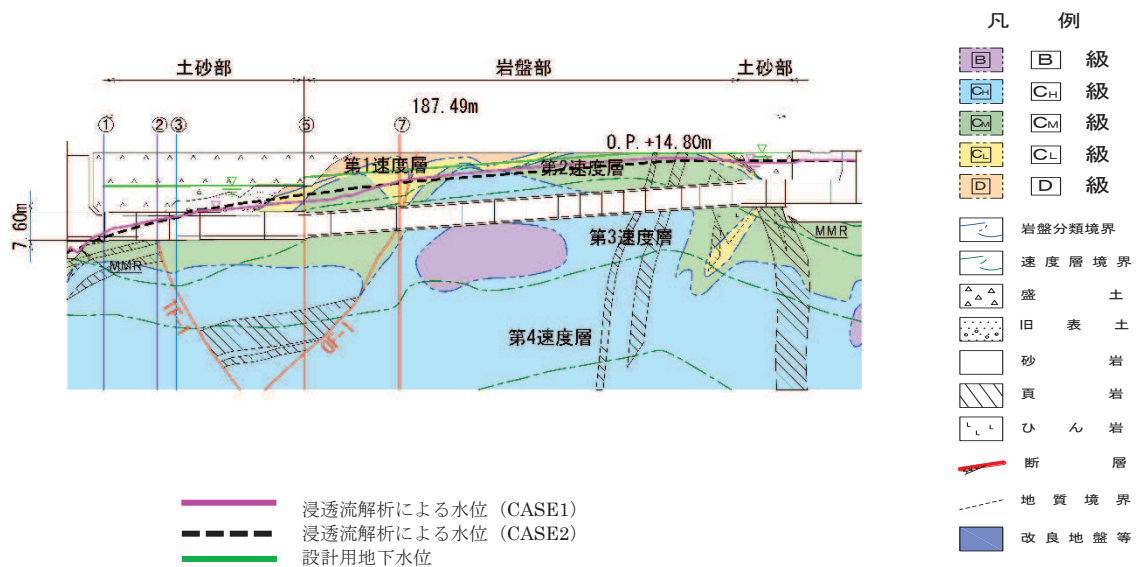 土砂部
岩盤部
土砂部
187.49m
① ② ③ ⑤ ⑦
O.P.+14.80m
第1速度層
第2速度層
7.60m
第3速度層
MMR
MMR
TF-1
UF-1
第4速度層
浸透流解析による水位（CASE1）
浸透流解析による水位（CASE2）
設計用地下水位
凡 例
B B 級
CH CH 級
CM CM 級
CL CL 級
D D 級
岩盤分類境界
速度層境界
盛土
旧表土
砂岩
頁岩
ひん岩
断層
地質境界
改良地盤等